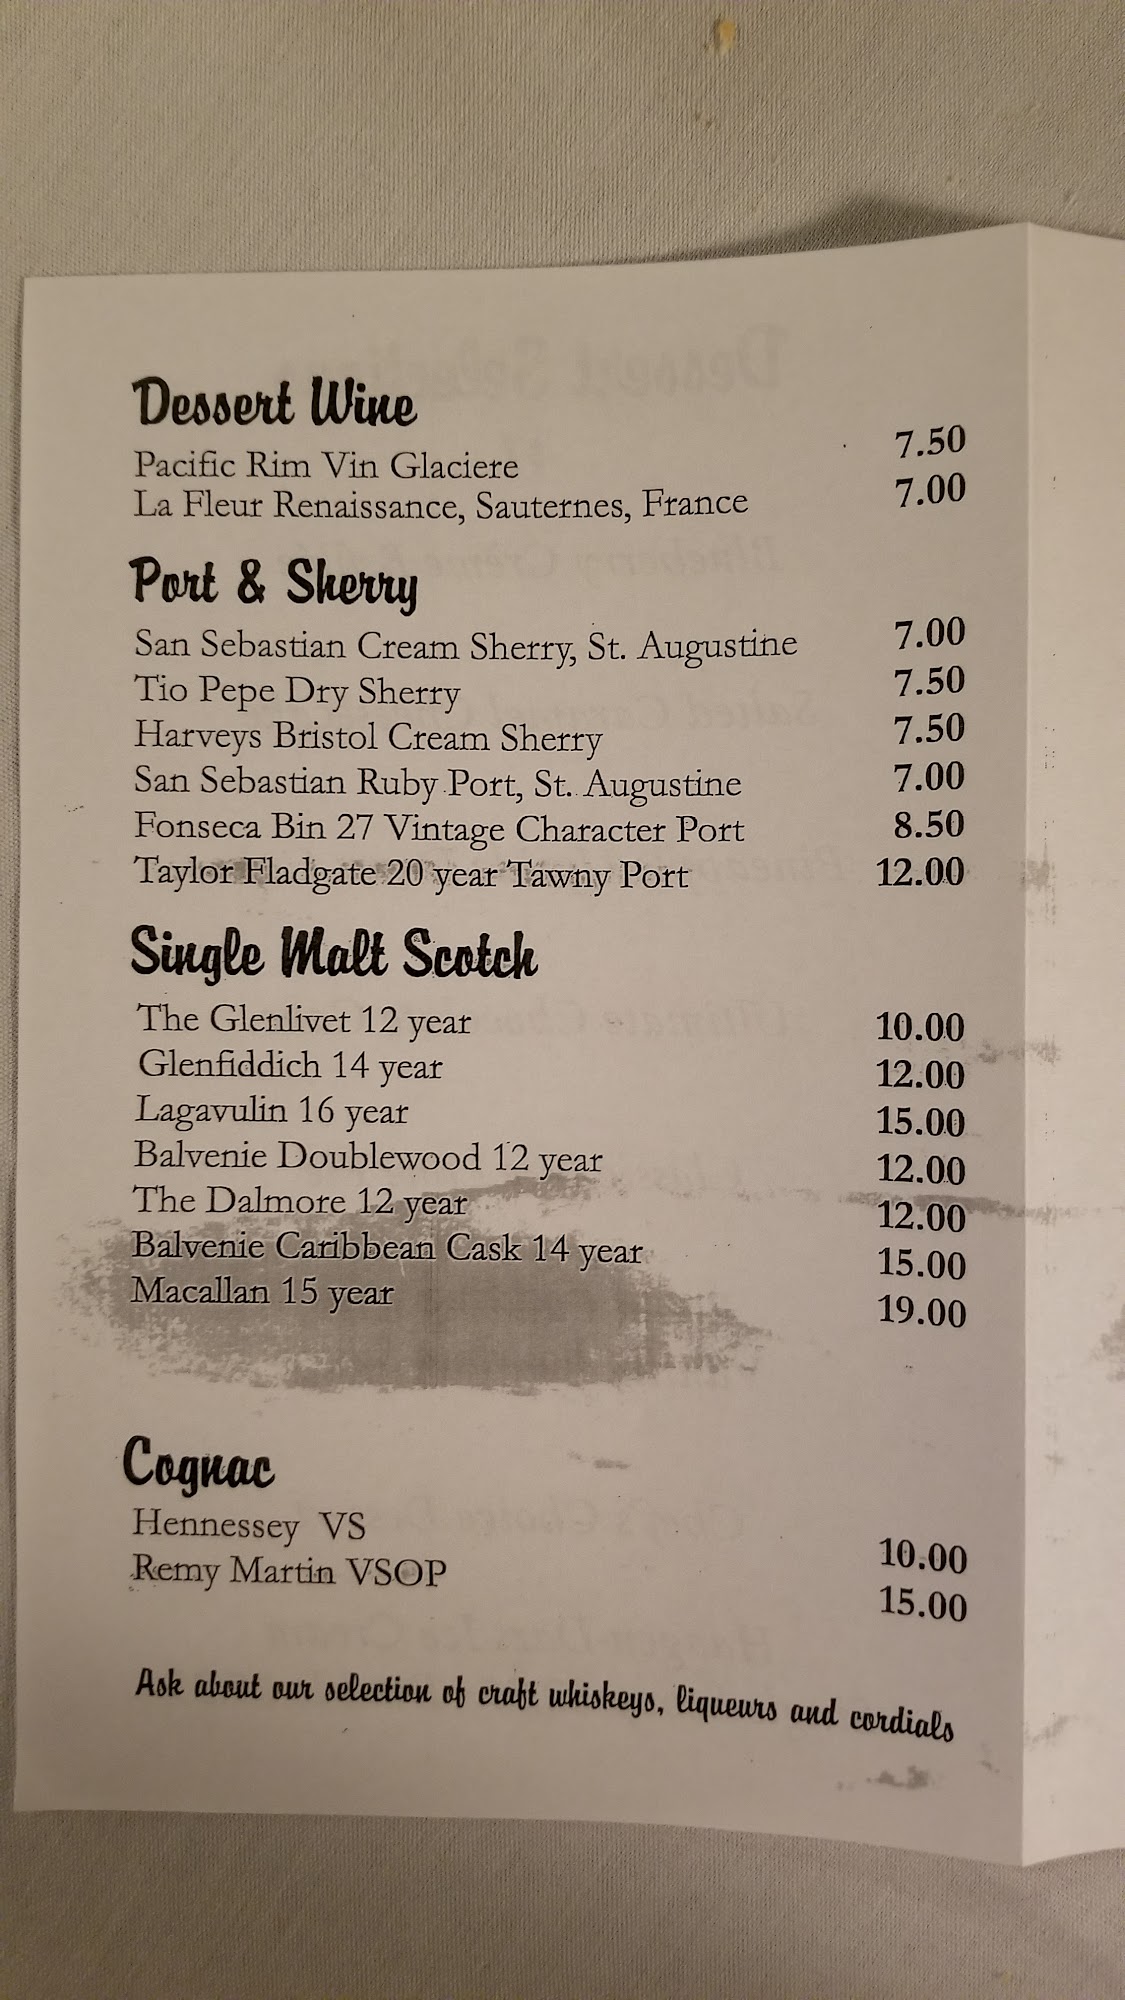 Dessert Wine
Pacific Rim Vin Glaciere 7.50
La Fleur Renaissance, Sauternes, France 7.00
Port & Sherry
San Sebastian Cream Sherry, St. Augustine 7.00
Tio Pepe Dry Sherry 7.50
Harveys Bristol Cream Sherry 7.50
San Sebastian Ruby Port, St. Augustine 7.00
Fonseca Bin 27 Vintage Character Port 8.50
Taylor Fladgate 20 year Tawny Port 12.00
Single Malt Scotch
The Glenlivet 12 year 10.00
Glenfiddich 14 year 12.00
Lagavulin 16 year 15.00
Balvenie Doublewood 12 year 12.00
The Dalmore 12 year 12.00
Balvenie Caribbean Cask 14 year 15.00
Macallan 15 year 19.00
Cognac
Hennessey VS 10.00
Remy Martin VSOP 15.00
Ask about our selection of craft whiskeys, liqueurs and cordials